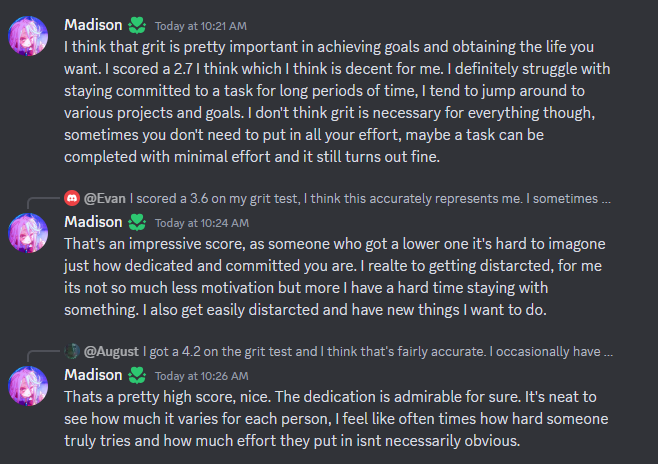 Madison Today at 10:21 AM
I think that grit is pretty important in achieving goals and obtaining the life you
want. I scored a 2.7 I think which I think is decent for me. I definitely struggle with
staying committed to a task for long periods of time, I tend to jump around to
various projects and goals. I don't think grit is necessary for everything though,
sometimes you don't need to put in all your effort, maybe a task can be
completed with minimal effort and it still turns out fine.
@Evan I scored a 3.6 on my grit test, I think this accurately represents me. I sometimes ...
Madison Today at 10:24 AM
That's an impressive score, as someone who got a lower one it's hard to imagone
just how dedicated and committed you are. I realte to getting distarcted, for me
its not so much less motivation but more I have a hard time staying with
something. I also get easily distarcted and have new things I want to do.
@August I got a 4.2 on the grit test and I think that's fairly accurate. I occasionally have ...
Madison Today at 10:26 AM
Thats a pretty high score, nice. The dedication is admirable for sure. It's neat to
see how much it varies for each person, I feel like often times how hard someone
truly tries and how much effort they put in isnt necessarily obvious.